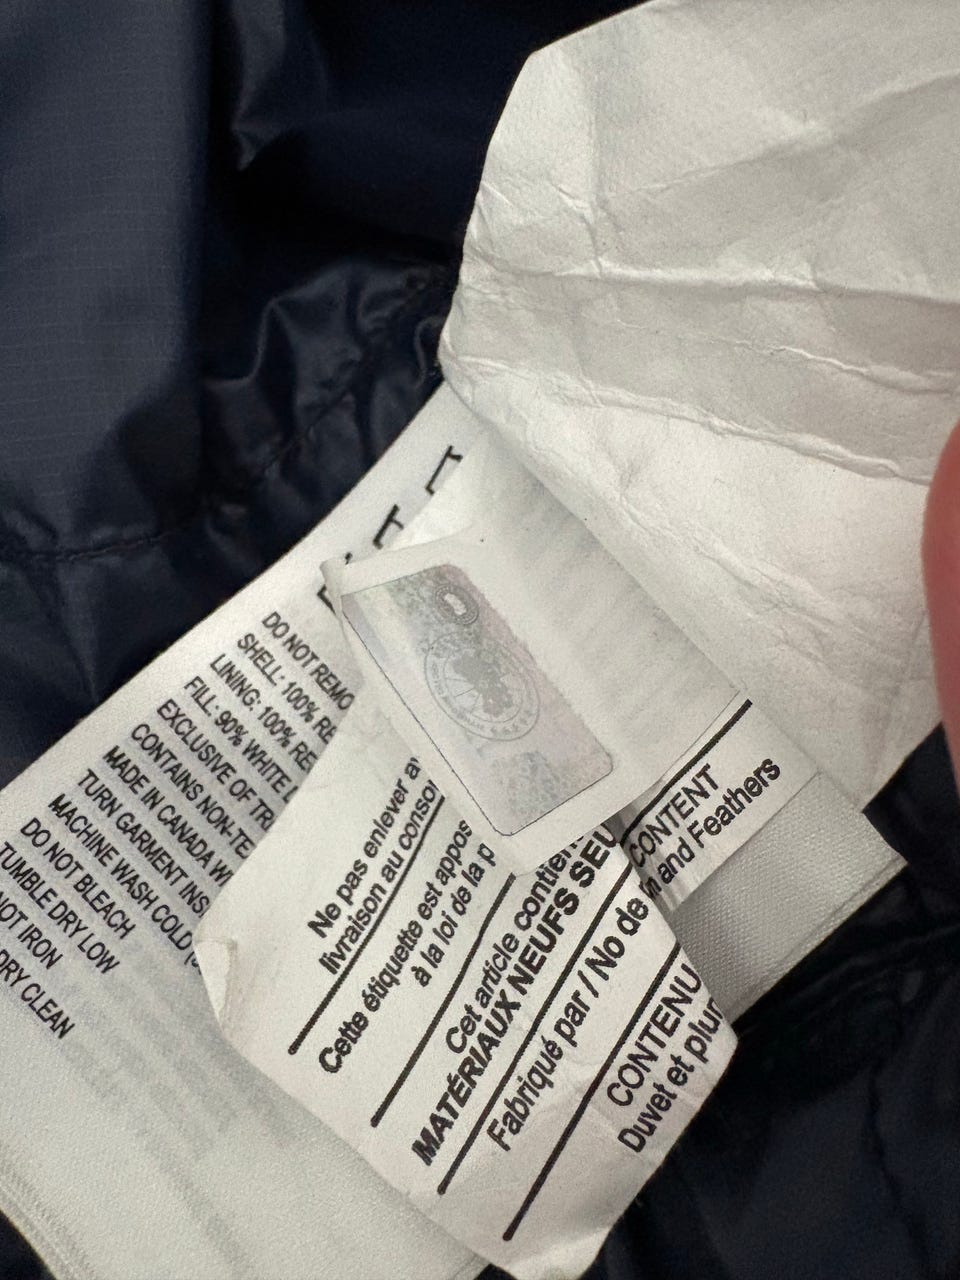 DO NOT REMO
SHELL: 100% RE
LINING: 100% RE
FILL: 90% WHITE
EXCLUSIVE OF TR
CONTAINS NON-TE
MADE IN CANADA W
TURN GARMENT INS
MACHINE WASH COLD
DO NOT BLEACH
TUMBLE DRY LOW
NOT IRON
DRY CLEAN
Ne pas enlever av
livraison au conso
Cette étiquette est appos
à la loi de la p
Cet article contien
MATÉRIAUX NEUFS SEU
Fabriqué par / No de
CONTENU
Duvet et plum
CONTENT
n and Feathers